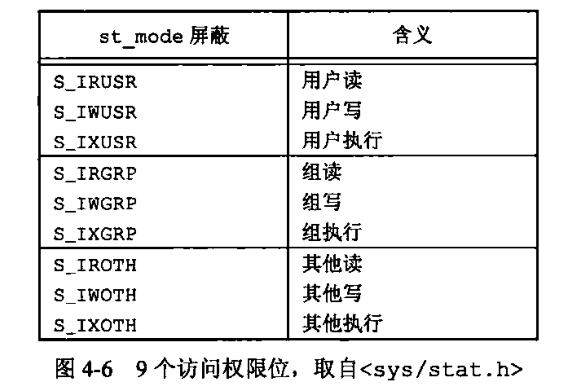 st_mode 屏蔽 含义
S_IRUSR 用户读
S_IWUSR 用户写
S_IXUSR 用户执行
S_IRGRP 组读
S_IWGRP 组写
S_IXGRP 组执行
S_IROTH 其他读
S_IWOTH 其他写
S_IXOTH 其他执行
图 4-6 9 个访问权限位，取自<sys/stat.h>